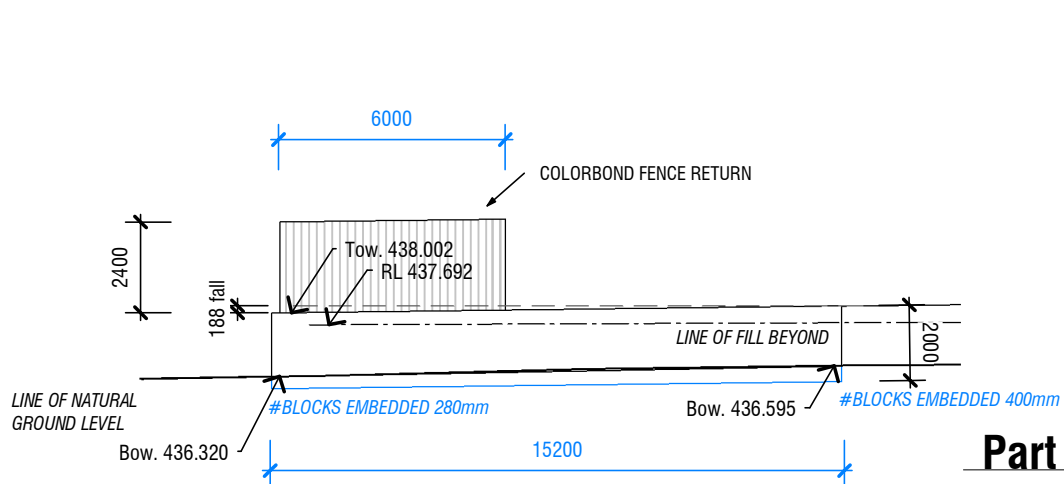 6000
COLORBOND FENCE RETURN
2400
188 fall
Tow. 438.002
RL 437.692
LINE OF FILL BEYOND
2000
LINE OF NATURAL
GROUND LEVEL
#BLOCKS EMBEDDED 280mm
Bow. 436.595
#BLOCKS EMBEDDED 400mm
Bow. 436.320
15200
Part